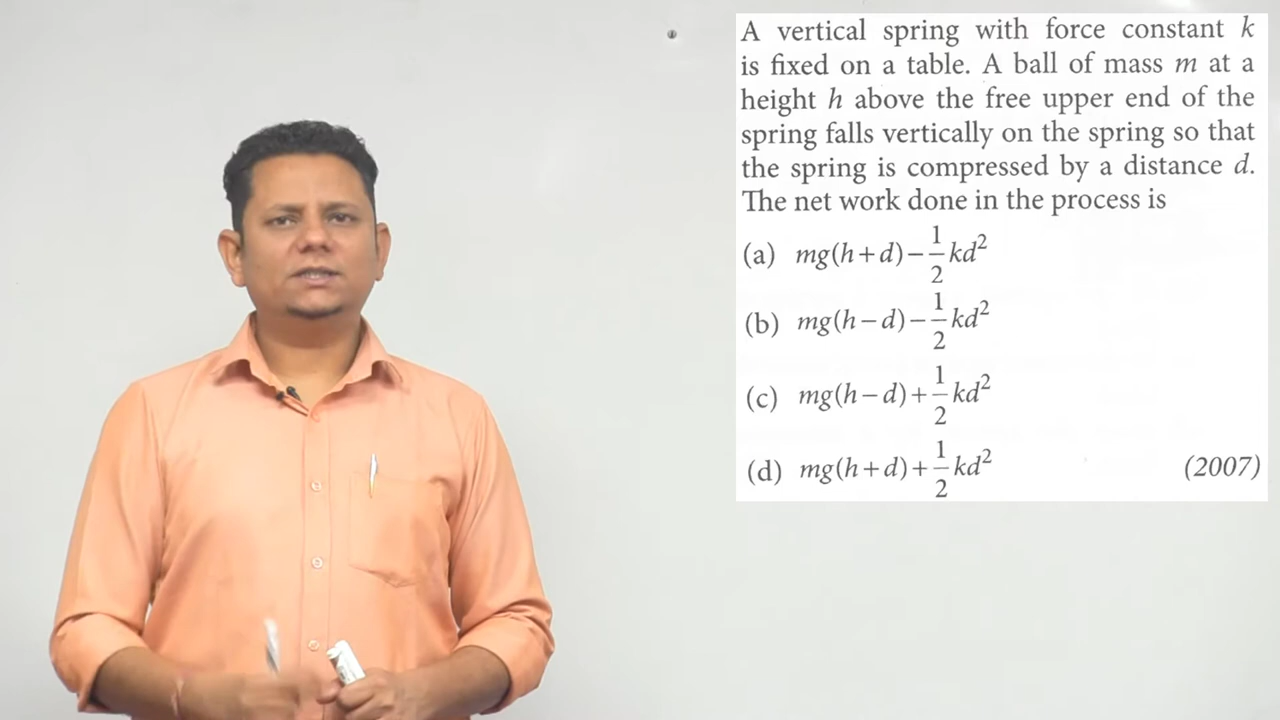 A vertical spring with force constant k
is fixed on a table. A ball of mass m at a
height h above the free upper end of the
spring falls vertically on the spring so that
the spring is compressed by a distance d.
The net work done in the process is
(a) mg(h+d)−1/2 kd²
(b) mg(h−d)−1/2 kd²
(c) mg(h−d)+1/2 kd²
(d) mg(h+d)+1/2 kd² (2007)